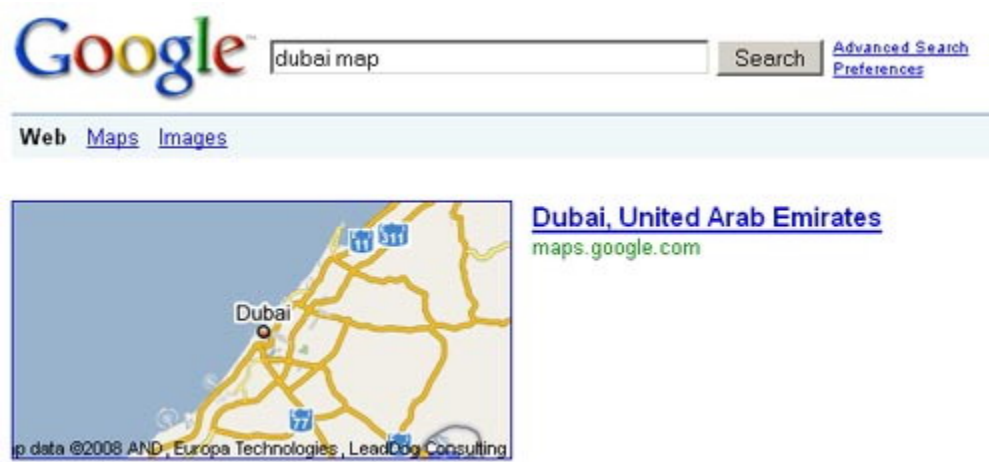 Google™
dubai map
Search
Advanced Search
Preferences
Web Maps Images
Dubai, United Arab Emirates
maps.google.com
11 311
Dubai
77
p data ©2008 AND, Europa Technologies, LeadDog Consulting